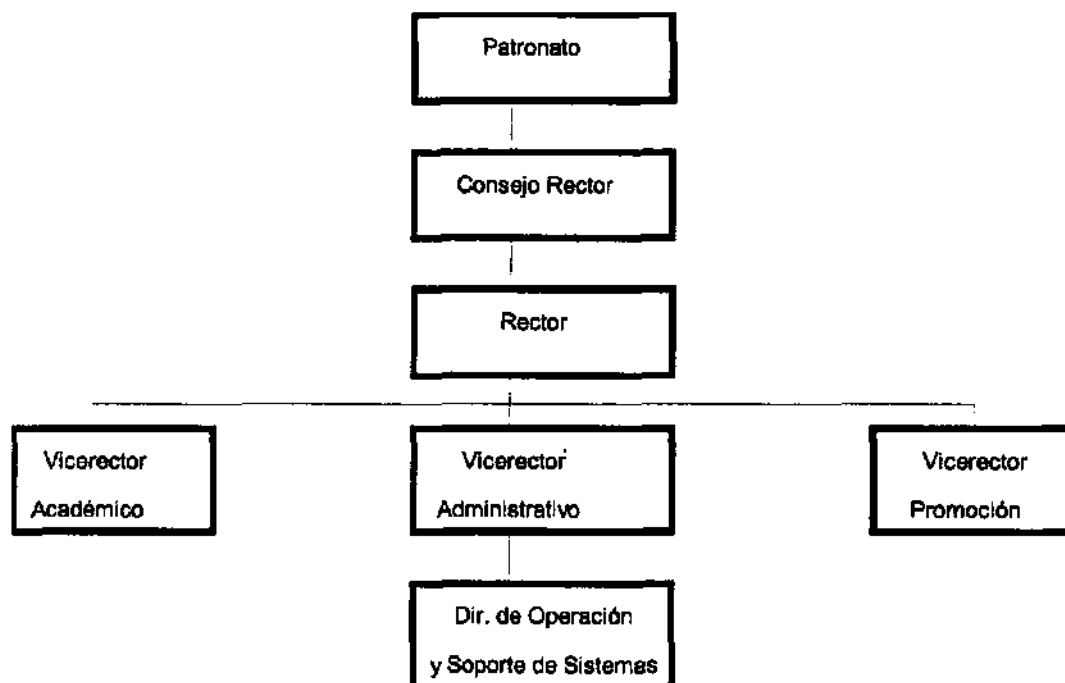 Patronato
Consejo Rector
Rector
Vicerector
Académico
Vicerector
Administrativo
Vicerector
Promoción
Dir. de Operación
y Soporte de Sistemas